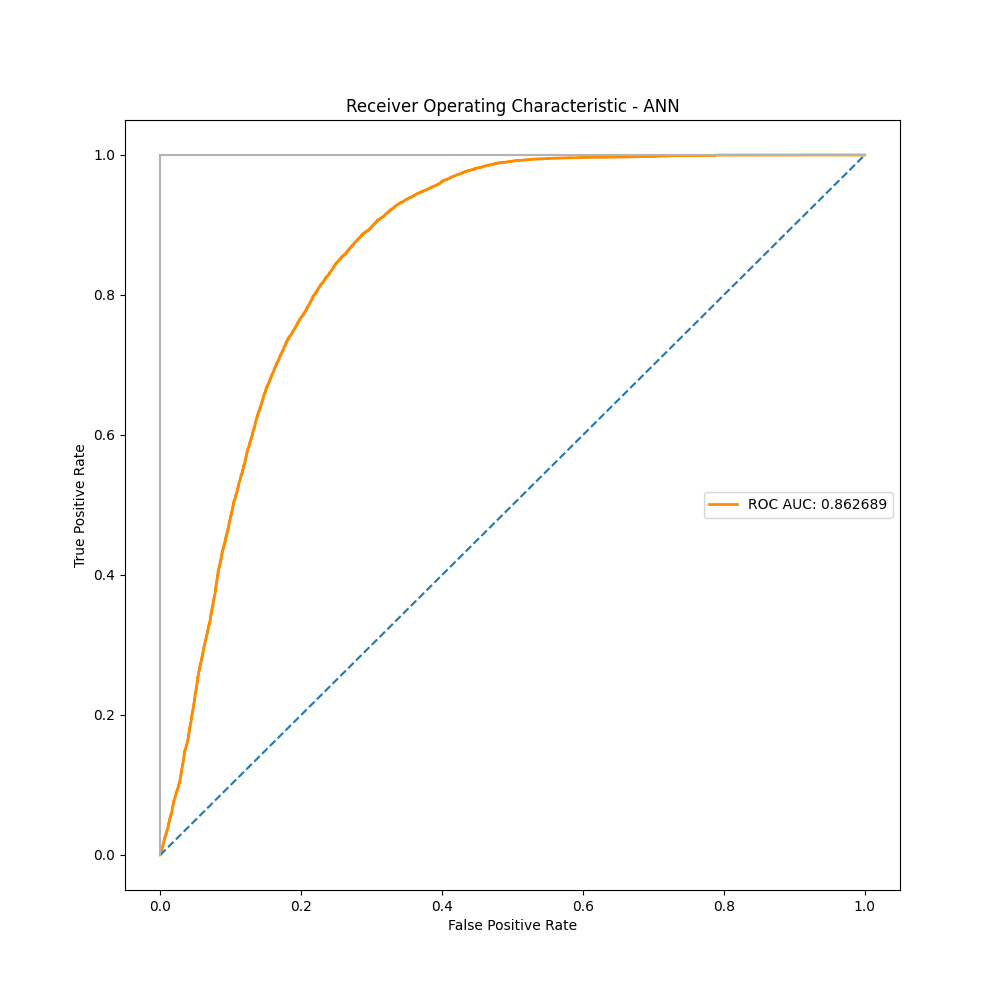 Receiver Operating Characteristic - ANN
1.0
0.8
0.6
0.4
0.2
0.0
True Positive Rate
ROC AUC: 0.862689
0.0 0.2 0.4 0.6 0.8 1.0
False Positive Rate